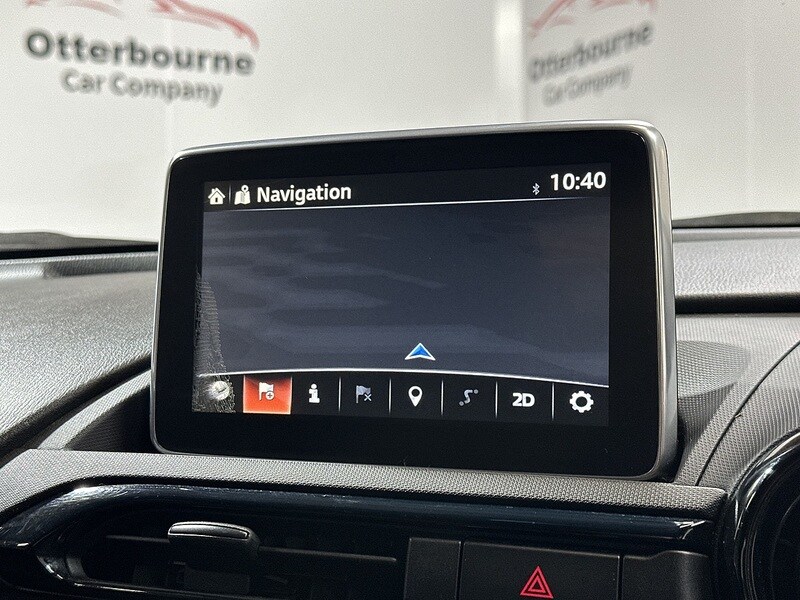 Otterbourne
Car Company
Otterbourne
Car Company
Navigation
10:40
2D